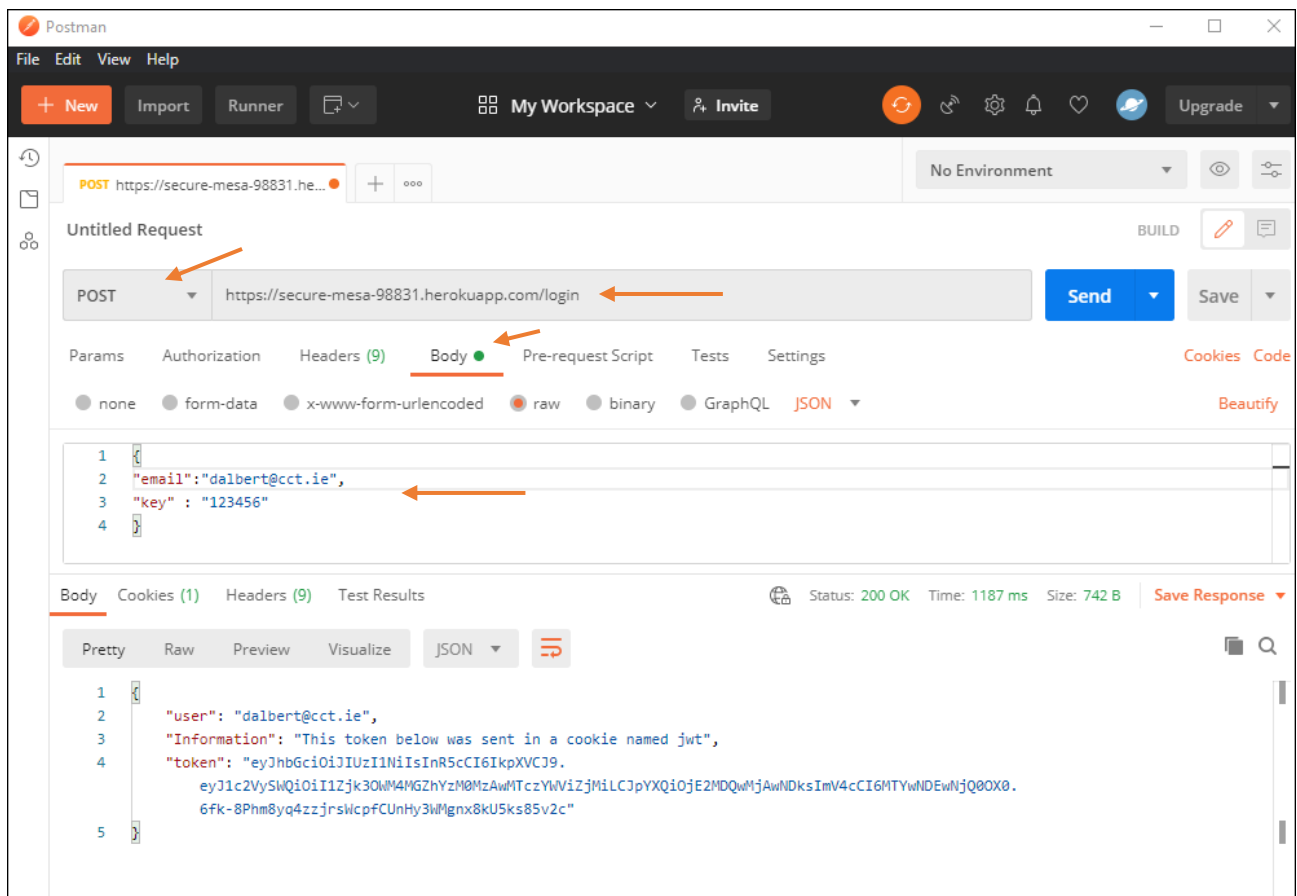 Postman
File Edit View Help
+ New Import Runner My Workspace Invite Upgrade
POST https://secure-mesa-98831.he... + ooo No Environment
Untitled Request BUILD
POST https://secure-mesa-98831.herokuapp.com/login Send Save
Params Authorization Headers (9) Body Pre-request Script Tests Settings Cookies Code
none form-data x-www-form-urlencoded raw binary GraphQL JSON Beautify
1 {
2 "email":"dalbert@cct.ie",
3 "key" : "123456"
4 }
Body Cookies (1) Headers (9) Test Results Status: 200 OK Time: 1187 ms Size: 742 B Save Response
Pretty Raw Preview Visualize JSON
1 {
2 "user": "dalbert@cct.ie",
3 "Information": "This token below was sent in a cookie named jwt",
4 "token": "eyJhbGciOiJIUzI1NiIsInR5cCI6IkpXVCJ9.
eyJ1c2VySWQiOiI1Zjk3OWM4MGZhYzM0MzAwMTczYWViZjMiLCJpYXQiOjE2MDQwMjAwNDksImV4cCI6MTYwNDEwNjQ0OX0.
6fk-8Phm8yq4zzjrsWcpfCUnHy3WMgnx8kU5ks85v2c"
5 }